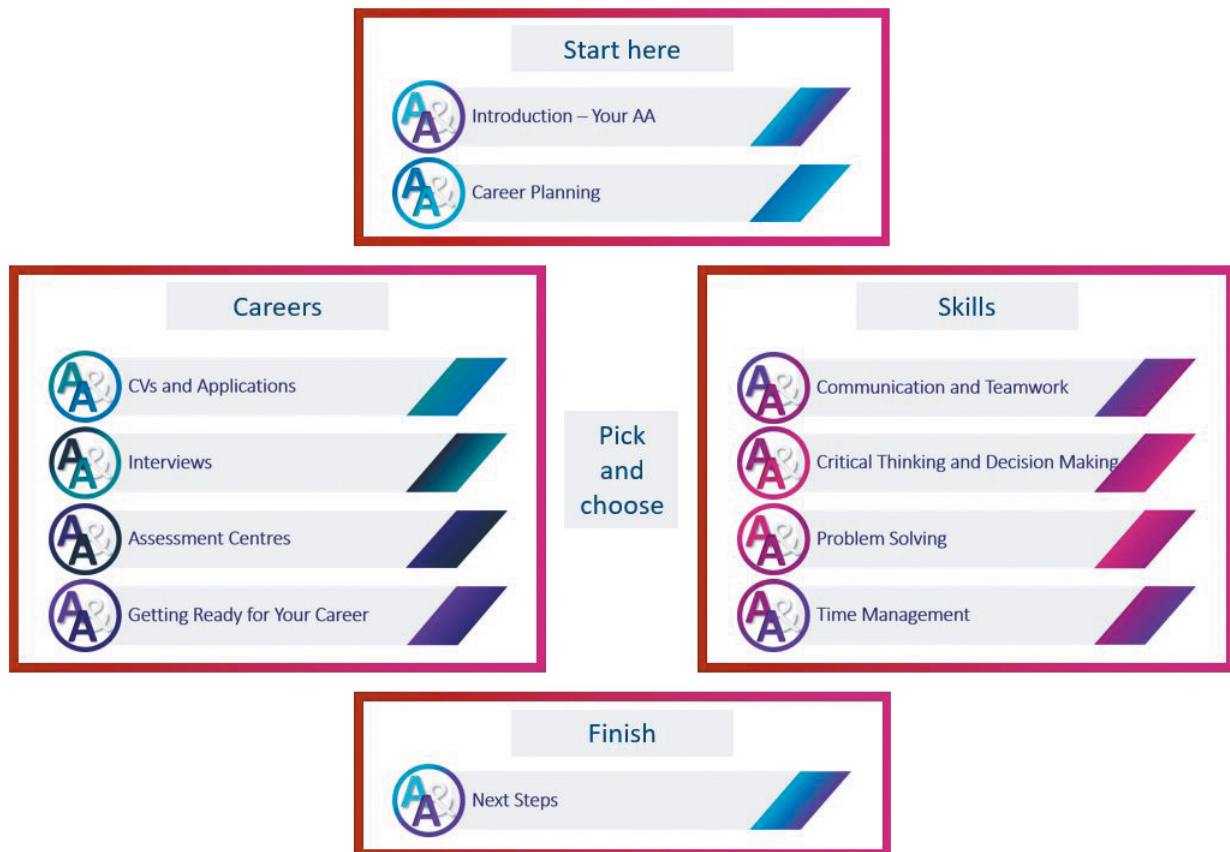 Start here
A&A
Introduction – Your AA
A&A
Career Planning
Careers
A&A
CVs and Applications
A&A
Interviews
A&A
Assessment Centres
A&A
Getting Ready for Your Career
Pick
and
choose
Skills
A&A
Communication and Teamwork
A&A
Critical Thinking and Decision Making
A&A
Problem Solving
A&A
Time Management
Finish
A&A
Next Steps